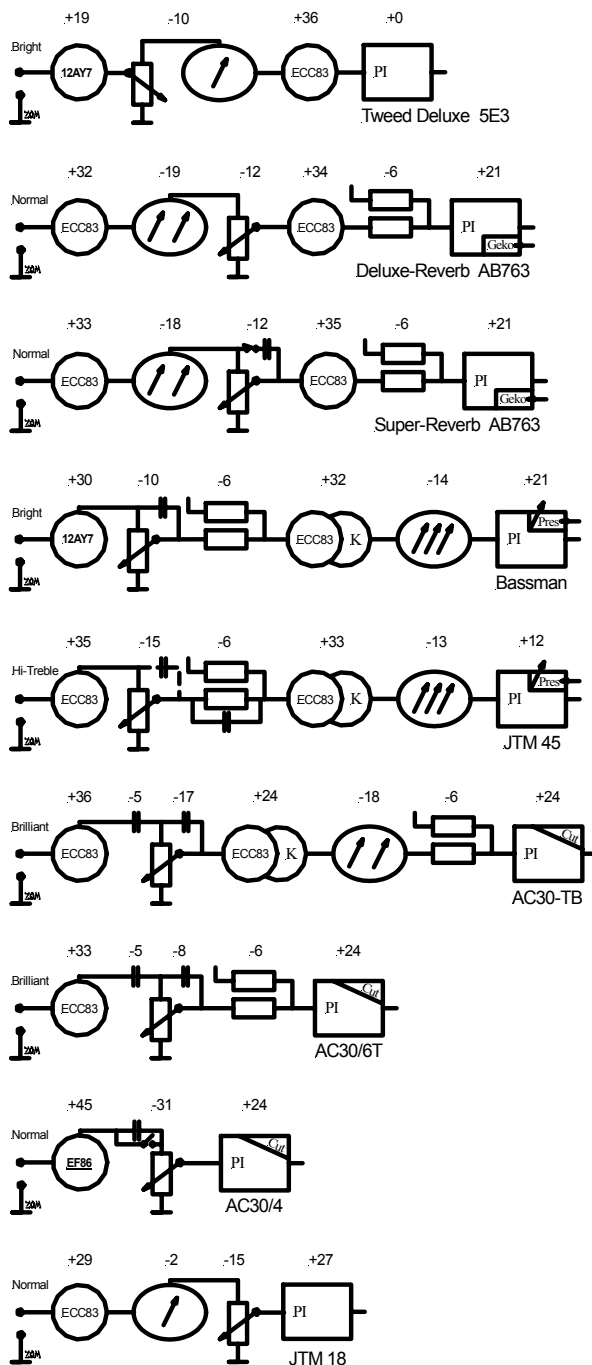 +19 -10 +36 +0
Bright
12AY7 ECC83 PI
Tweed Deluxe 5E3
+32 -19 -12 +34 -6 +21
Normal
ECC83 ECC83 PI
Geko
Deluxe-Reverb AB763
+33 -18 -12 +35 -6 +21
Normal
ECC83 ECC83 PI
Geko
Super-Reverb AB763
+30 -10 -6 +32 -14 +21
Bright
Pres
12AY7 ECC83 K PI
Bassman
+35 -15 -6 +33 -13 +12
Hi-Treble
Pres
ECC83 ECC83 K PI
JTM 45
+36 -5 -17 +24 -18 -6 +24
Brilliant
Cut
ECC83 ECC83 K PI
AC30-TB
+33 -5 -8 -6 +24
Brilliant
Cut
ECC83 PI
AC30/6T
+45 -31 +24
Normal
Cut
EF86 PI
AC30/4
+29 -2 -15 +27
Normal
ECC83 PI
JTM 18